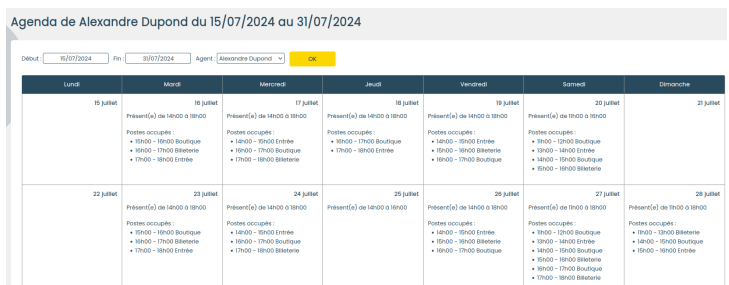 Agenda de Alexandre Dupond du 15/07/2024 au 31/07/2024
Début : 15/07/2024 Fin : 31/07/2024 Agent : Alexandre Dupond OK
Lundi Mardi Mercredi Jeudi Vendredi Samedi Dimanche
15 juillet
16 juillet
Présent(e) de 14h00 à 18h00
Postes occupés :
• 15h00 - 16h00 Boutique
• 16h00 - 17h00 Billeterie
• 17h00 - 18h00 Entrée
17 juillet
Présent(e) de 14h00 à 18h00
Postes occupés :
• 14h00 - 15h00 Entrée
• 16h00 - 17h00 Boutique
• 17h00 - 18h00 Billeterie
18 juillet
Présent(e) de 14h00 à 18h00
Postes occupés :
• 16h00 - 17h00 Boutique
• 17h00 - 18h00 Entrée
19 juillet
Présent(e) de 14h00 à 18h00
Postes occupés :
• 14h00 - 15h00 Entrée
• 15h00 - 16h00 Billeterie
• 16h00 - 17h00 Boutique
20 juillet
Présent(e) de 11h00 à 16h00
Postes occupés :
• 11h00 - 12h00 Boutique
• 13h00 - 14h00 Entrée
• 14h00 - 15h00 Boutique
• 15h00 - 16h00 Billeterie
21 juillet
22 juillet
23 juillet
Présent(e) de 14h00 à 18h00
Postes occupés :
• 15h00 - 16h00 Boutique
• 16h00 - 17h00 Billeterie
• 17h00 - 18h00 Entrée
24 juillet
Présent(e) de 14h00 à 18h00
Postes occupés :
• 14h00 - 15h00 Entrée
• 16h00 - 17h00 Boutique
• 17h00 - 18h00 Billeterie
25 juillet
Présent(e) de 14h00 à 16h00
26 juillet
Présent(e) de 14h00 à 18h00
Postes occupés :
• 14h00 - 15h00 Entrée
• 15h00 - 16h00 Billeterie
• 16h00 - 17h00 Boutique
27 juillet
Présent(e) de 11h00 à 18h00
Postes occupés :
• 11h00 - 12h00 Boutique
• 13h00 - 14h00 Entrée
• 14h00 - 15h00 Boutique
• 15h00 - 16h00 Billeterie
• 16h00 - 17h00 Boutique
• 17h00 - 18h00 Billeterie
28 juillet
Présent(e) de 11h00 à 18h00
Postes occupés :
• 11h00 - 13h00 Billeterie
• 14h00 - 15h00 Boutique
• 15h00 - 16h00 Entrée